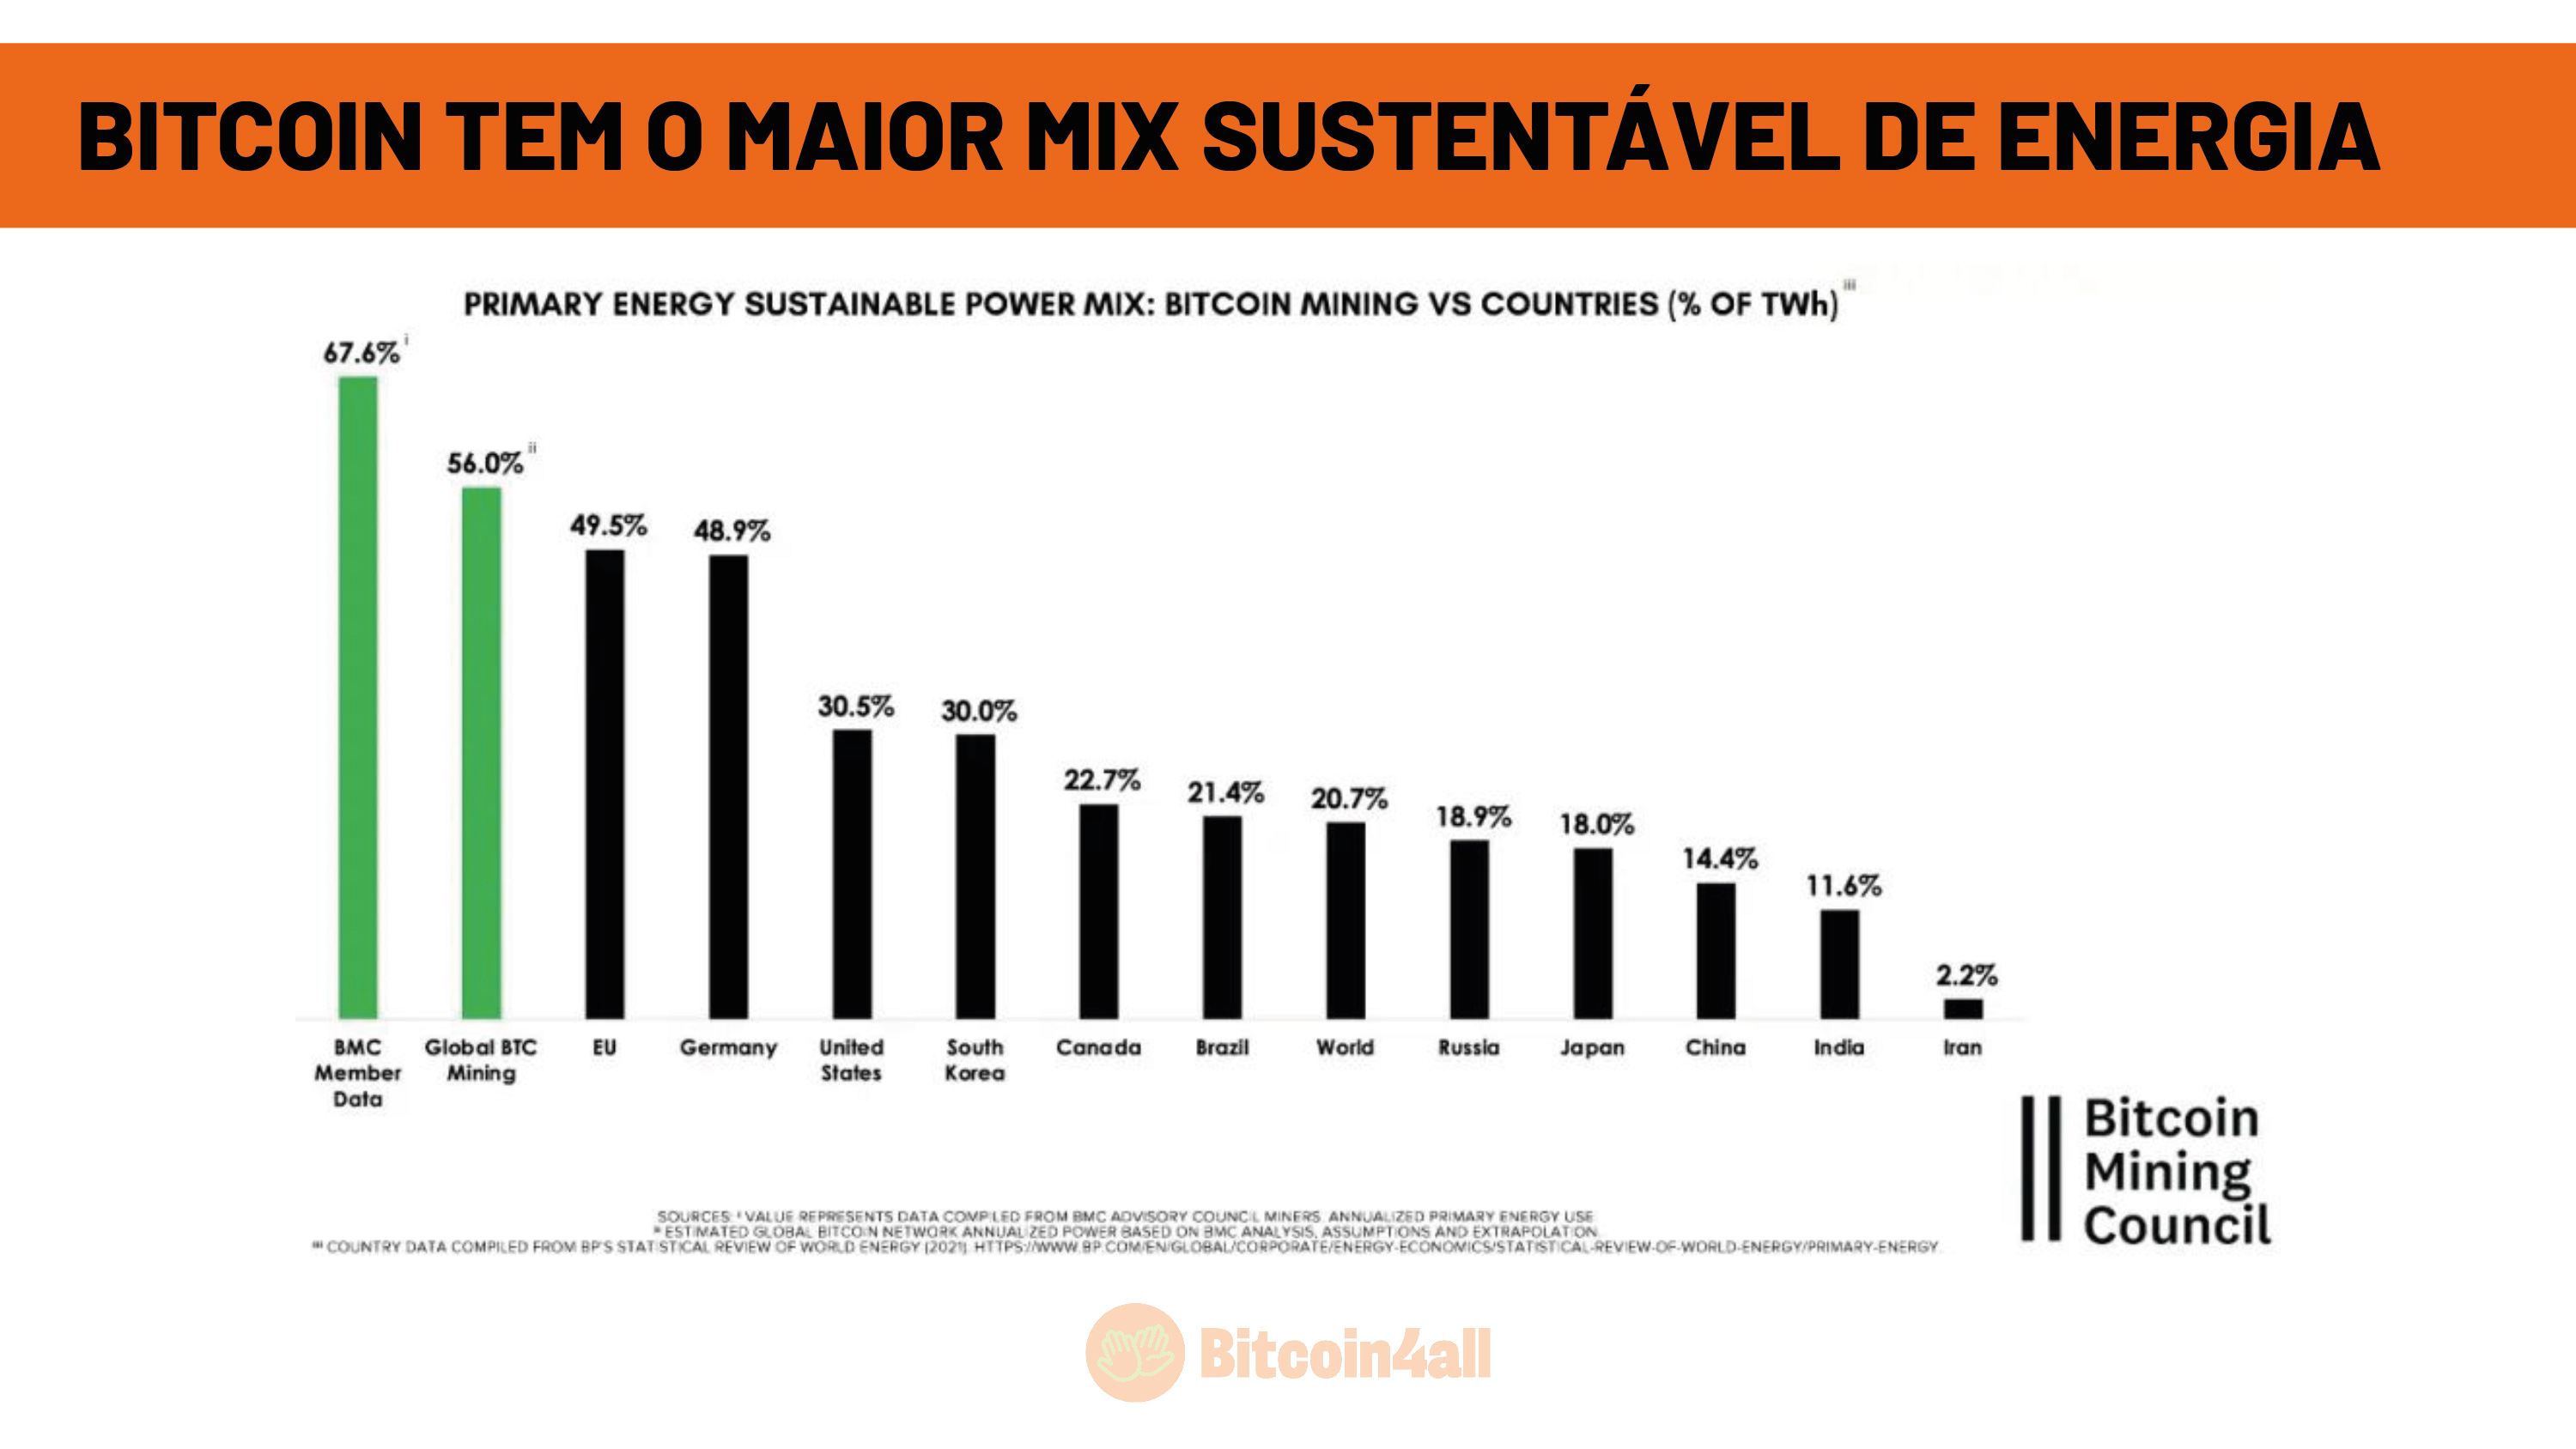 BITCOIN TEM O MAIOR MIX SUSTENTÁVEL DE ENERGIA
PRIMARY ENERGY SUSTAINABLE POWER MIX: BITCOIN MINING VS COUNTRIES (% OF TWh) iii
67.6% i
56.0% ii
49.5%
48.9%
30.5%
30.0%
22.7%
21.4%
20.7%
18.9%
18.0%
14.4%
11.6%
2.2%
BMC
Member
Data
Global BTC
Mining
EU
Germany
United
States
South
Korea
Canada
Brazil
World
Russia
Japan
China
India
Iran
Bitcoin
Mining
Council
SOURCES: i VALUE REPRESENTS DATA COMPILED FROM BMC ADVISORY COUNCIL MINERS. ANNUALIZED PRIMARY ENERGY USE
ii ESTIMATED GLOBAL BITCOIN NETWORK ANNUALIZED POWER BASED ON BMC ANALYSIS, ASSUMPTIONS AND EXTRAPOLATION.
iii COUNTRY DATA COMPILED FROM BP'S STATISTICAL REVIEW OF WORLD ENERGY (2021). HTTPS://WWW.BP.COM/EN/GLOBAL/CORPORATE/ENERGY-ECONOMICS/STATISTICAL-REVIEW-OF-WORLD-ENERGY/PRIMARY-ENERGY.
Bitcoin4all